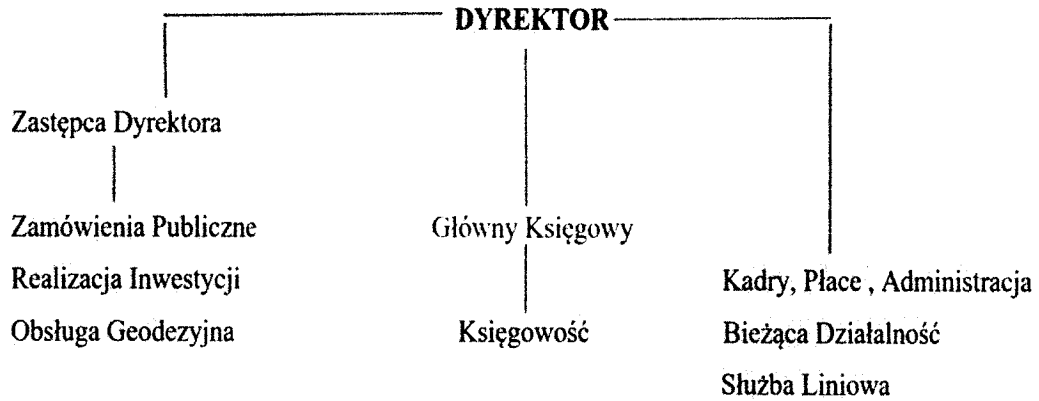 DYREKTOR
Zastępca Dyrektora
Zamówienia Publiczne
Realizacja Inwestycji
Obsługa Geodezyjna
Główny Księgowy
Księgowość
Kadry, Płace , Administracja
Bieżąca Działalność
Służba Liniowa